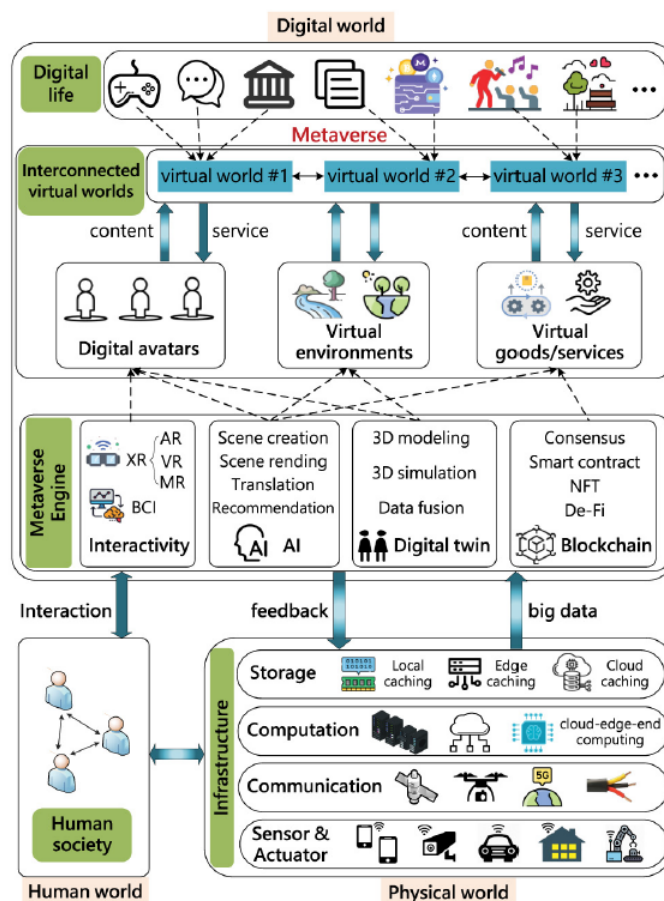 Digital world
Digital
life
Metaverse
Interconnected
virtual worlds
virtual world #1
virtual world #2
virtual world #3
content
service
content
service
Digital avatars
Virtual
environments
Virtual
goods/services
Metaverse
Engine
XR
AR
VR
MR
BCI
Interactivity
Scene creation
Scene rending
Translation
Recommendation
AI
AI
3D modeling
3D simulation
Data fusion
Digital twin
Consensus
Smart contract
NFT
De-Fi
Blockchain
Interaction
feedback
big data
Human
society
Human world
Infrastructure
Storage
010101
101010
Local
caching
Edge
caching
Cloud
caching
Computation
cloud-edge-end
computing
Communication
5G
Sensor &
Actuator
Physical world